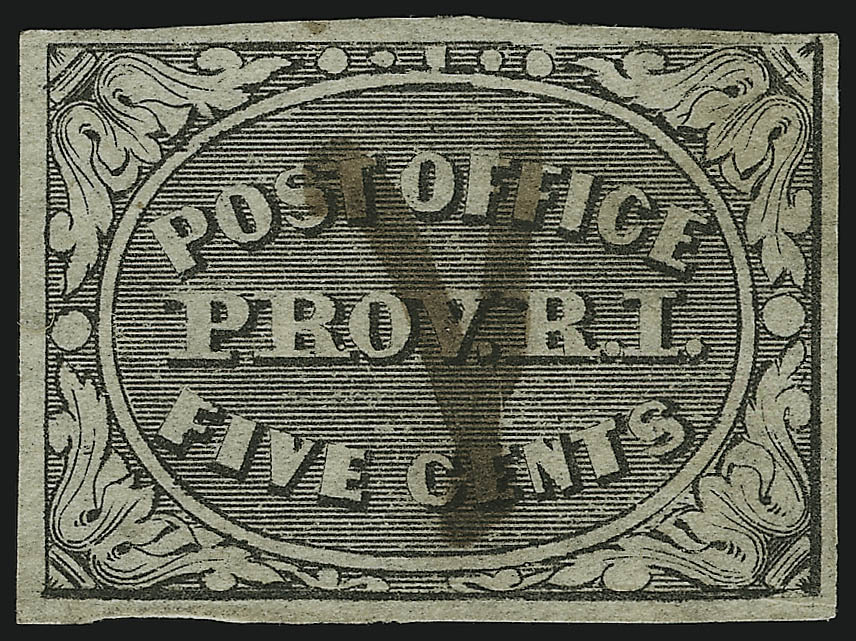 POST OFFICE
PROV. R.I.
FIVE CENTS